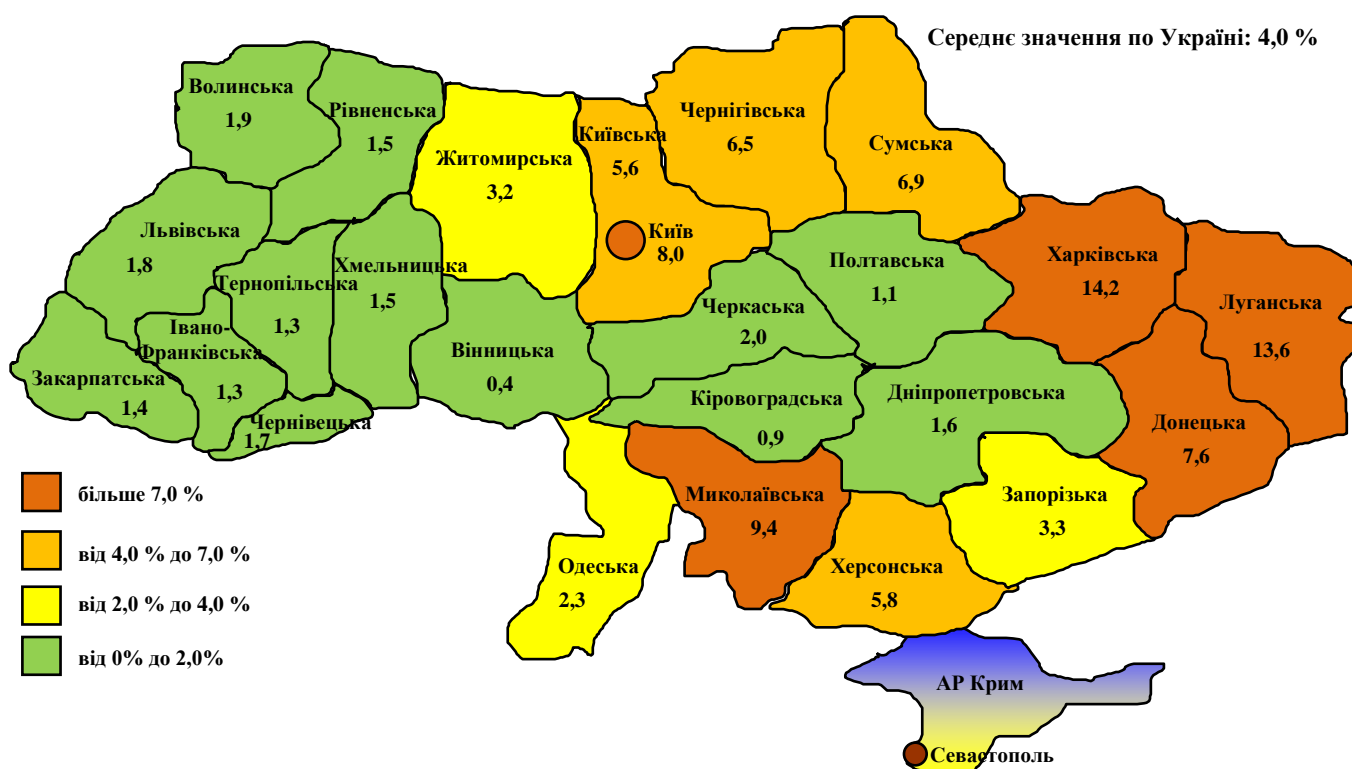 Середнє значення по Україні: 4,0 %
Волинська
1,9
Рівненська
1,5
Житомирська
3,2
Київська
5,6
Київ
8,0
Чернігівська
6,5
Сумська
6,9
Львівська
1,8
Тернопільська
1,3
Хмельницька
1,5
Івано-
Франківська
1,3
Закарпатська
1,4
Чернівецька
1,7
Вінницька
0,4
Черкаська
2,0
Полтавська
1,1
Харківська
14,2
Луганська
13,6
Кіровоградська
0,9
Дніпропетровська
1,6
Донецька
7,6
Одеська
2,3
Миколаївська
9,4
Херсонська
5,8
Запорізька
3,3
АР Крим
Севастополь
більше 7,0 %
від 4,0 % до 7,0 %
від 2,0 % до 4,0 %
від 0% до 2,0%